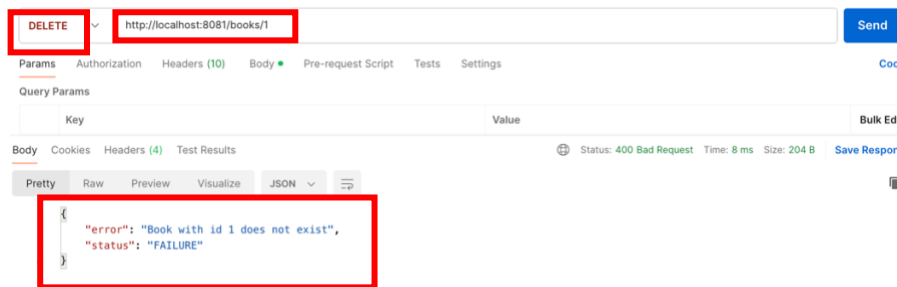 DELETE http://localhost:8081/books/1 Send
Params Authorization Headers (10) Body Pre-request Script Tests Settings Coo
Query Params
Key Value Bulk Ed
Body Cookies Headers (4) Test Results Status: 400 Bad Request Time: 8 ms Size: 204 B Save Respor
Pretty Raw Preview Visualize JSON
{
"error": "Book with id 1 does not exist",
"status": "FAILURE"
}